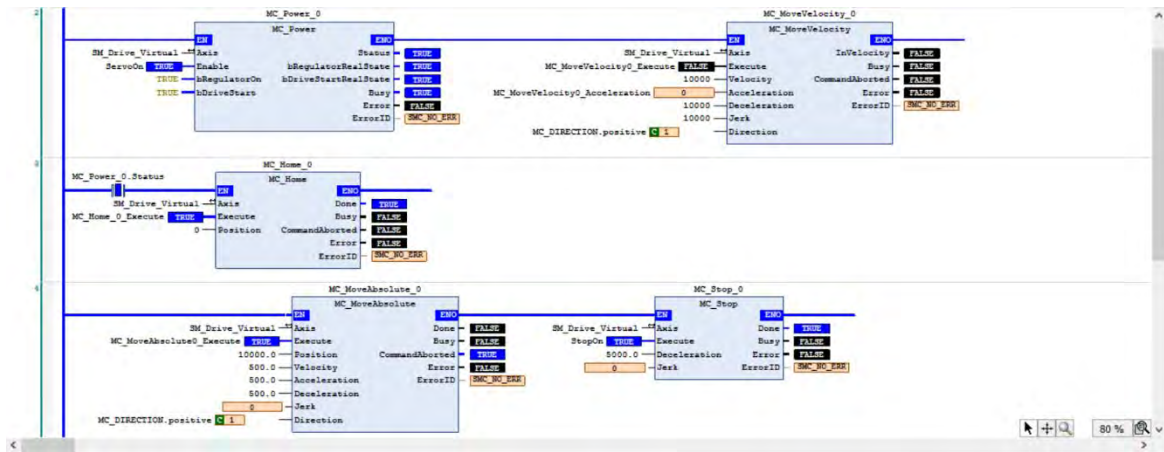 2
MC_Power_0 MC_MoveVelocity_0
MC_Power MC_MoveVelocity
EN ENO EN ENO
SM_Drive_Virtual Axis Status TRUE SM_Drive_Virtual Axis InVelocity FALSE
ServoOn TRUE Enable bRegulatorRealState TRUE MC_MoveVelocity0_Execute FALSE Execute Busy FALSE
TRUE bRegulatorOn bDriveStartRealState TRUE 10000 Velocity CommandAborted FALSE
TRUE bDriveStart Busy TRUE MC_MoveVelocity0_Acceleration 0 Acceleration Error FALSE
Error FALSE 10000 Deceleration ErrorID SMC_NO_ERR
ErrorID SMC_NO_ERR 10000 Jerk
MC_DIRECTION.positive C 1 Direction
3
MC_Home_0
MC_Power_0.Status MC_Home
EN ENO
SM_Drive_Virtual Axis Done TRUE
MC_Home_0_Execute TRUE Execute Busy FALSE
0 Position CommandAborted FALSE
Error FALSE
ErrorID SMC_NO_ERR
4
MC_MoveAbsolute_0 MC_Stop_0
MC_MoveAbsolute MC_Stop
EN ENO EN ENO
SM_Drive_Virtual Axis Done FALSE SM_Drive_Virtual Axis Done TRUE
MC_MoveAbsolute0_Execute TRUE Execute Busy FALSE StopOn TRUE Execute Busy FALSE
10000.0 Position CommandAborted TRUE 5000.0 Deceleration Error FALSE
500.0 Velocity Error FALSE 0 Jerk ErrorID SMC_NO_ERR
500.0 Acceleration ErrorID SMC_NO_ERR
500.0 Deceleration
0 Jerk
MC_DIRECTION.positive C 1 Direction
80 %